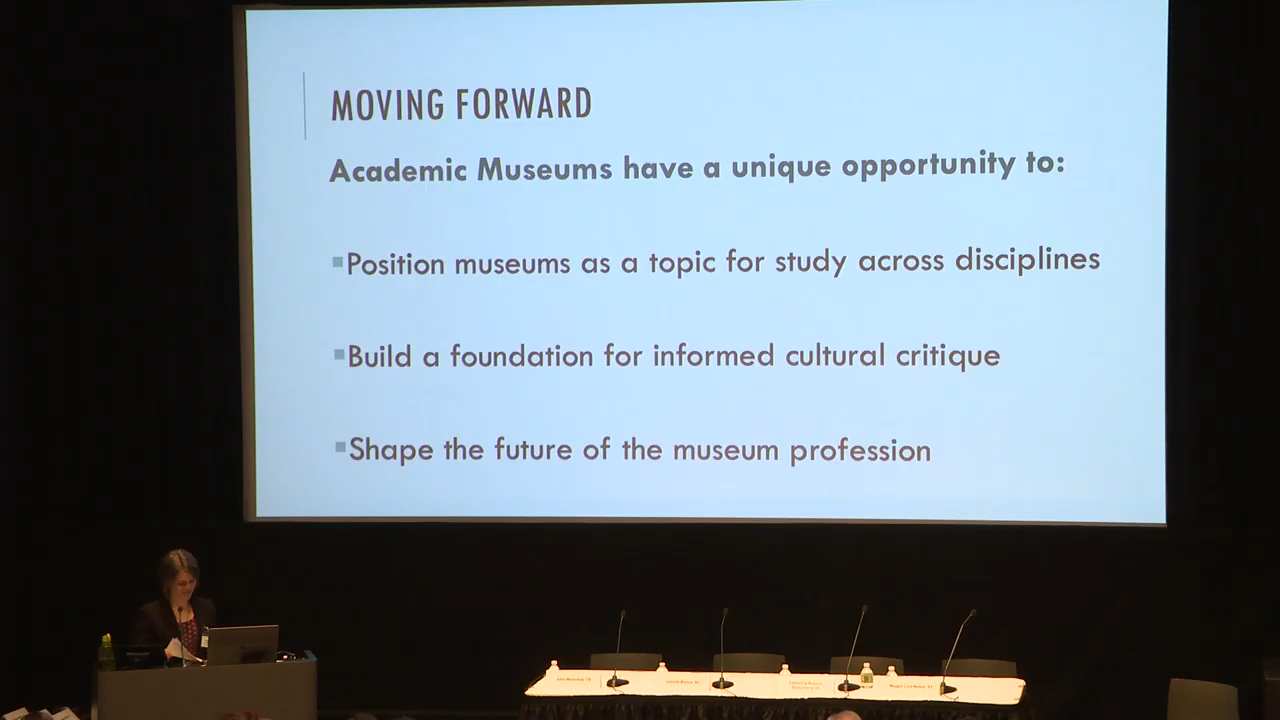 MOVING FORWARD
Academic Museums have a unique opportunity to:
Position museums as a topic for study across disciplines
Build a foundation for informed cultural critique
Shape the future of the museum profession